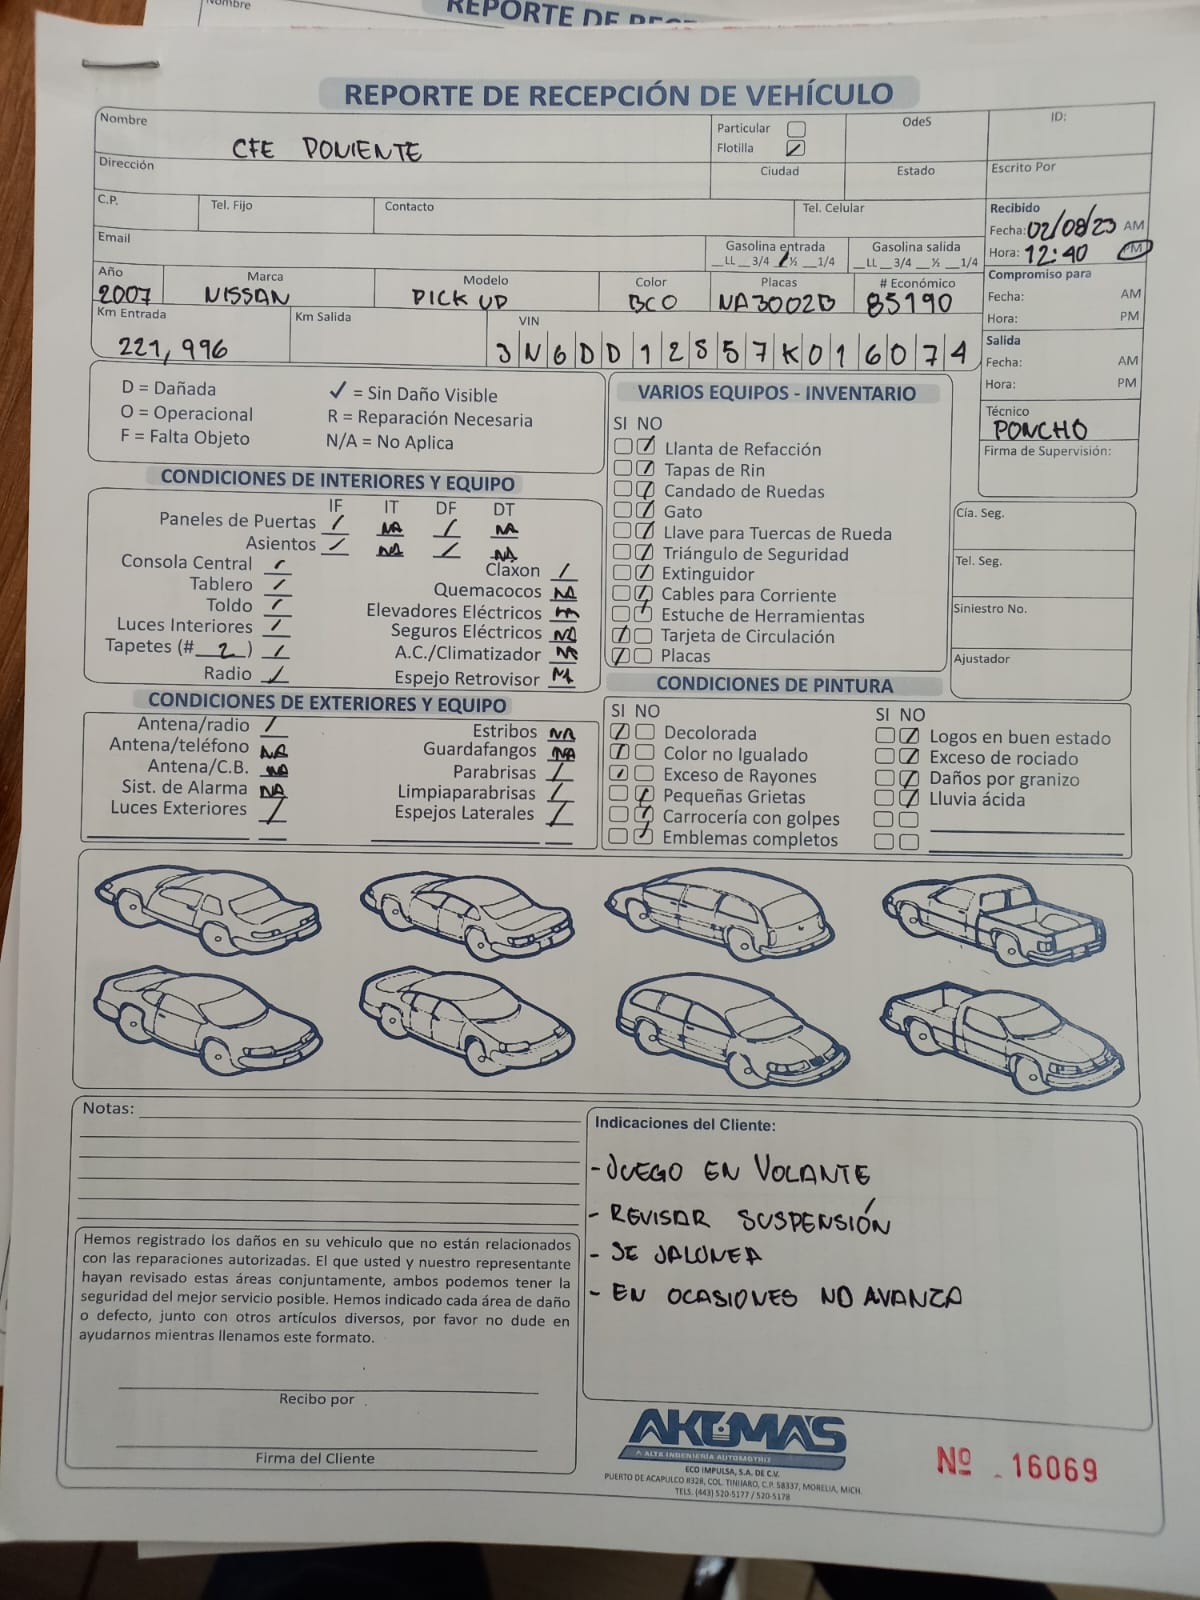 Nombre
REPORTE DE
REPORTE DE RECEPCIÓN DE VEHÍCULO
Nombre
CFE PONIENTE
Particular
Flotilla ✓
OdeS
ID:
Dirección
Ciudad
Estado
Escrito Por
C.P.
Tel. Fijo
Contacto
Tel. Celular
Recibido
Fecha: 02/08/23 AM
Hora: 12:40 PM
Email
Gasolina entrada
__LL __3/4 __½ __1/4
Gasolina salida
__LL __3/4 __½ __1/4
Compromiso para
Fecha: AM
Hora: PM
Año
2007
Marca
NISSAN
Modelo
PICK UP
Color
BCO
Placas
NA3002B
# Económico
85190
Km Entrada
221,996
Km Salida
VIN
3N6DD12S57K016074
Salida
Fecha: AM
Hora: PM
Técnico
PONCHO
Firma de Supervisión:
D = Dañada
✓ = Sin Daño Visible
O = Operacional
R = Reparación Necesaria
F = Falta Objeto
N/A = No Aplica
CONDICIONES DE INTERIORES Y EQUIPO
IF IT DF DT
Paneles de Puertas / NA / NA
Asientos / NA / NA
Consola Central /
Claxon /
Tablero /
Quemacocos NA
Toldo /
Elevadores Eléctricos NA
Luces Interiores /
Seguros Eléctricos NA
Tapetes (# 2 ) /
A.C./Climatizador NA
Radio /
Espejo Retrovisor
VARIOS EQUIPOS - INVENTARIO
SI NO
Llanta de Refacción
Tapas de Rin
Candado de Ruedas
Gato
Llave para Tuercas de Rueda
Triángulo de Seguridad
Extinguidor
Cables para Corriente
Estuche de Herramientas
Tarjeta de Circulación
Placas
Cía. Seg.
Tel. Seg.
Siniestro No.
Ajustador
CONDICIONES DE EXTERIORES Y EQUIPO
Antena/radio /
Estribos NA
Antena/teléfono NA
Guardafangos NA
Antena/C.B. NA
Parabrisas /
Sist. de Alarma NA
Limpiaparabrisas /
Luces Exteriores /
Espejos Laterales /
CONDICIONES DE PINTURA
SI NO
Decolorada
Color no Igualado
Exceso de Rayones
Pequeñas Grietas
Carrocería con golpes
Emblemas completos
SI NO
Logos en buen estado
Exceso de rociado
Daños por granizo
Lluvia ácida
Notas:
Indicaciones del Cliente:
- JUEGO EN VOLANTE
- REVISAR SUSPENSIÓN
- SE JALONEA
- EN OCASIONES NO AVANZA
Hemos registrado los daños en su vehiculo que no están relacionados
con las reparaciones autorizadas. El que usted y nuestro representante
hayan revisado estas áreas conjuntamente, ambos podemos tener la
seguridad del mejor servicio posible. Hemos indicado cada área de daño
o defecto, junto con otros artículos diversos, por favor no dude en
ayudarnos mientras llenamos este formato.
Recibo por
Firma del Cliente
AKUMA'S
ALTA INGENIERÍA AUTOMOTRIZ
ECO IMPULSA, S.A. DE C.V.
PUERTO DE ACAPULCO #328, COL. TINIJARO, C.P. 58337, MORELIA, MICH.
TELS. (443) 520-5177 / 520-5178
Nº 16069